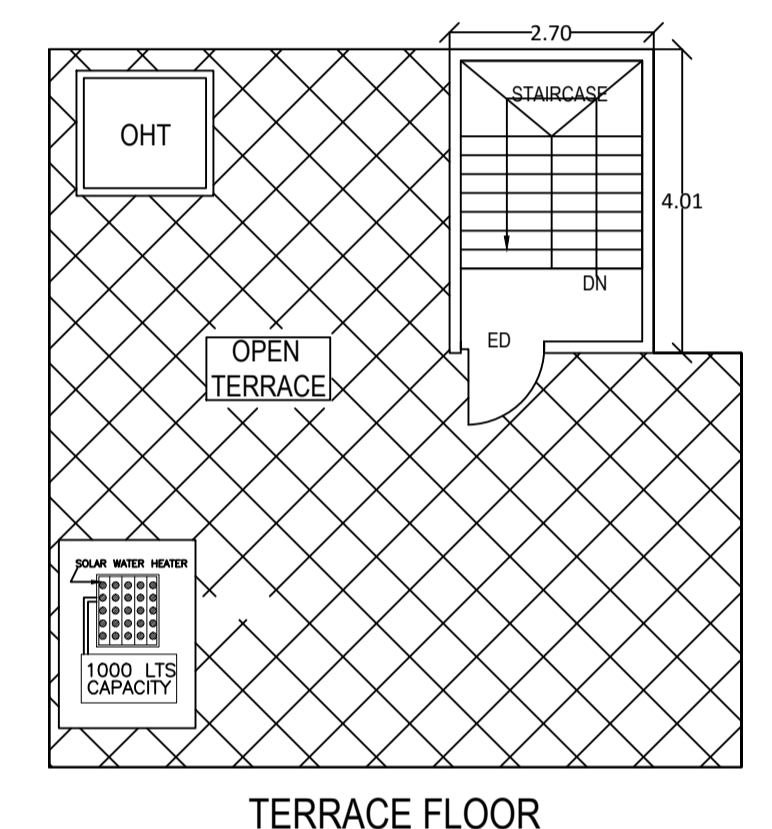 2.70
STAIRCASE
OHT
4.01
DN
ED
OPEN
TERRACE
SOLAR WATER HEATER
1000 LTS
CAPACITY
TERRACE FLOOR